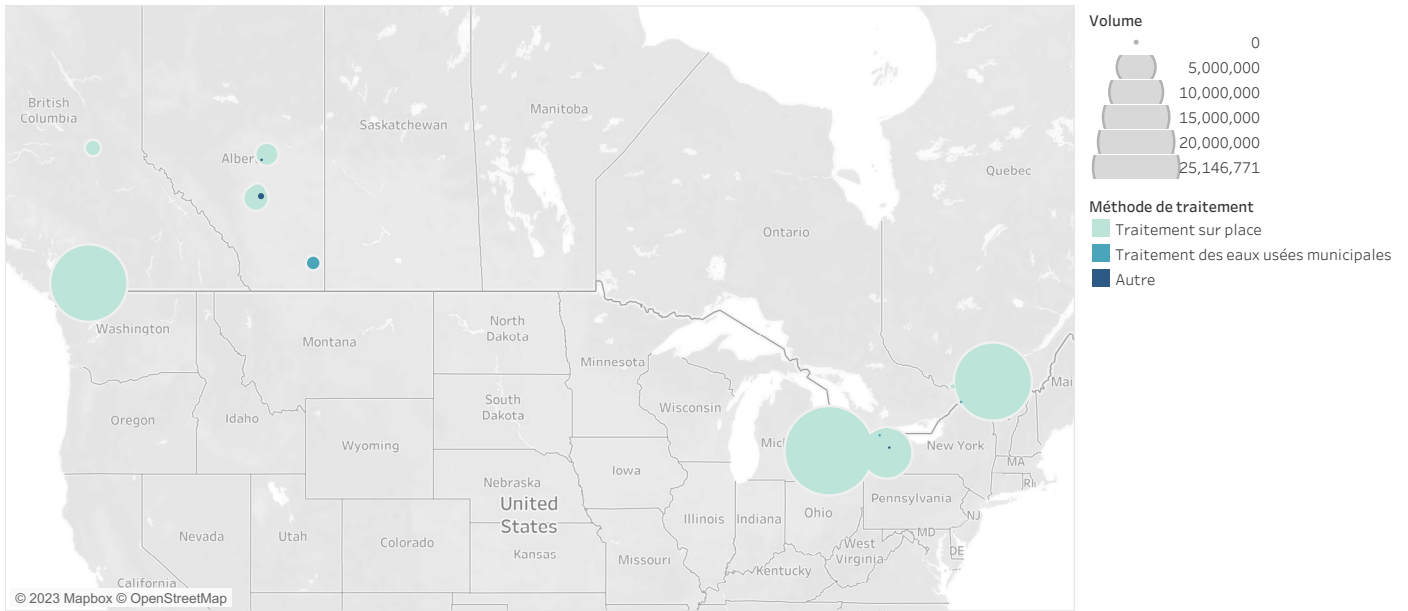 British
Columbia
Saskatchewan
Manitoba
Quebec
Ontario
Washington
Montana
North
Dakota
Minnesota
South
Dakota
Oregon
Idaho
Wyoming
Wisconsin
New York
MA
Iowa
Nebraska
Pennsylvania
United
States
Nevada
Utah
Colorado
Kansas
Missouri
Illinois
Indiana
Ohio
NJ
MD
DE
West
Virginia
Kentucky
California
© 2023 Mapbox © OpenStreetMap
Volume
0
5,000,000
10,000,000
15,000,000
20,000,000
25,146,771
Méthode de traitement
Traitement sur place
Traitement des eaux usées municipales
Autre